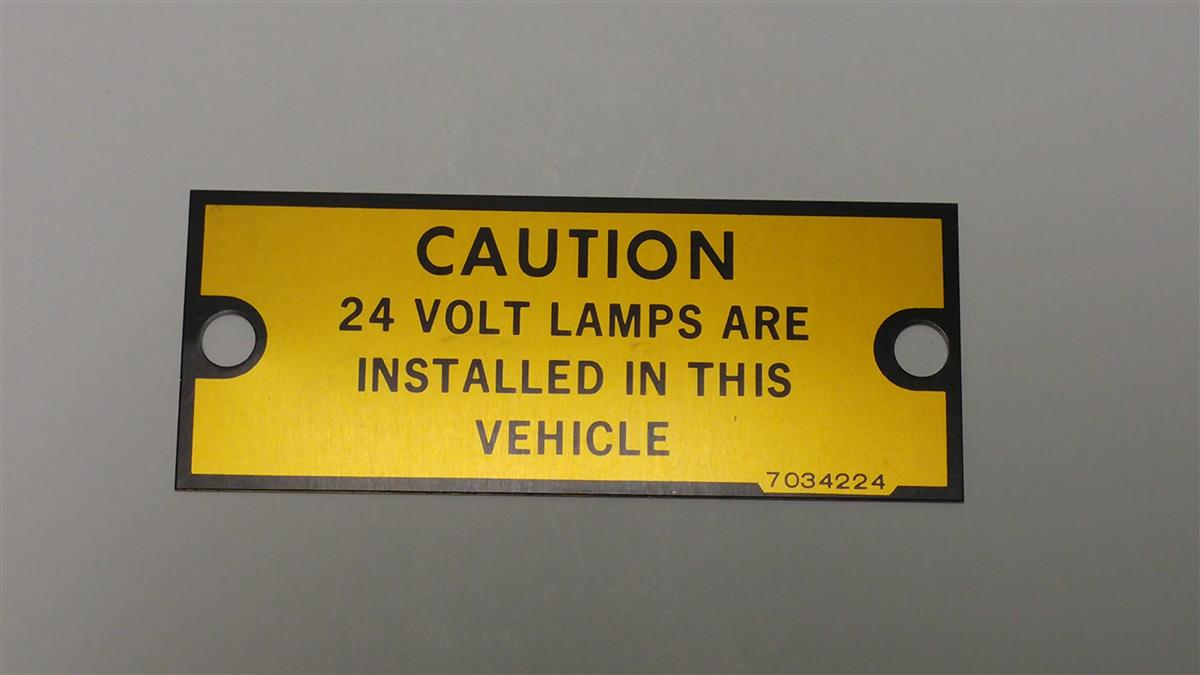 CAUTION
24 VOLT LAMPS ARE
INSTALLED IN THIS
VEHICLE
7034224